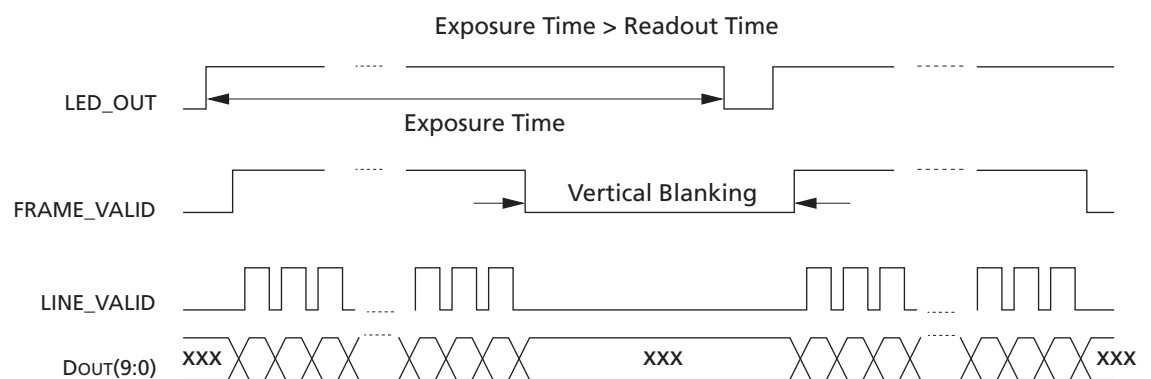 Exposure Time > Readout Time
LED_OUT
Exposure Time
FRAME_VALID
Vertical Blanking
LINE_VALID
DOUT(9:0)
XXX
XXX
XXX